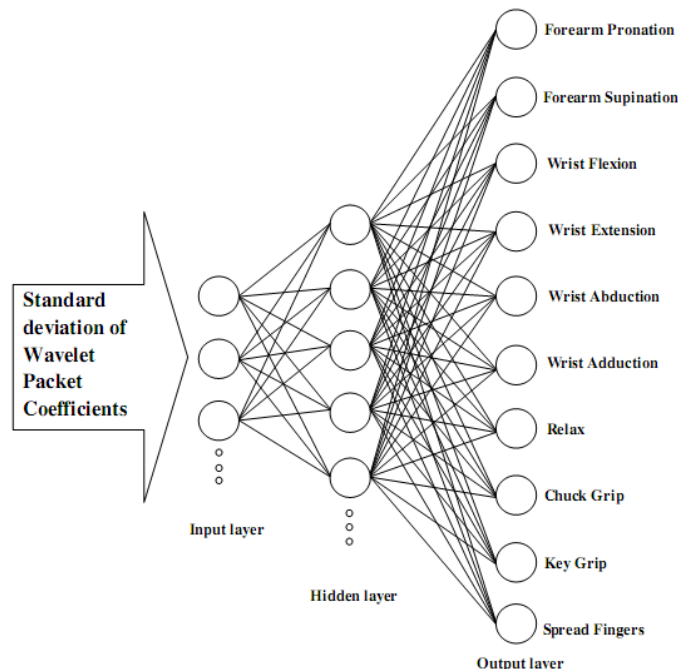 Standard
deviation of
Wavelet
Packet
Coefficients
Input layer
Hidden layer
Forearm Pronation
Forearm Supination
Wrist Flexion
Wrist Extension
Wrist Abduction
Wrist Adduction
Relax
Chuck Grip
Key Grip
Spread Fingers
Output layer